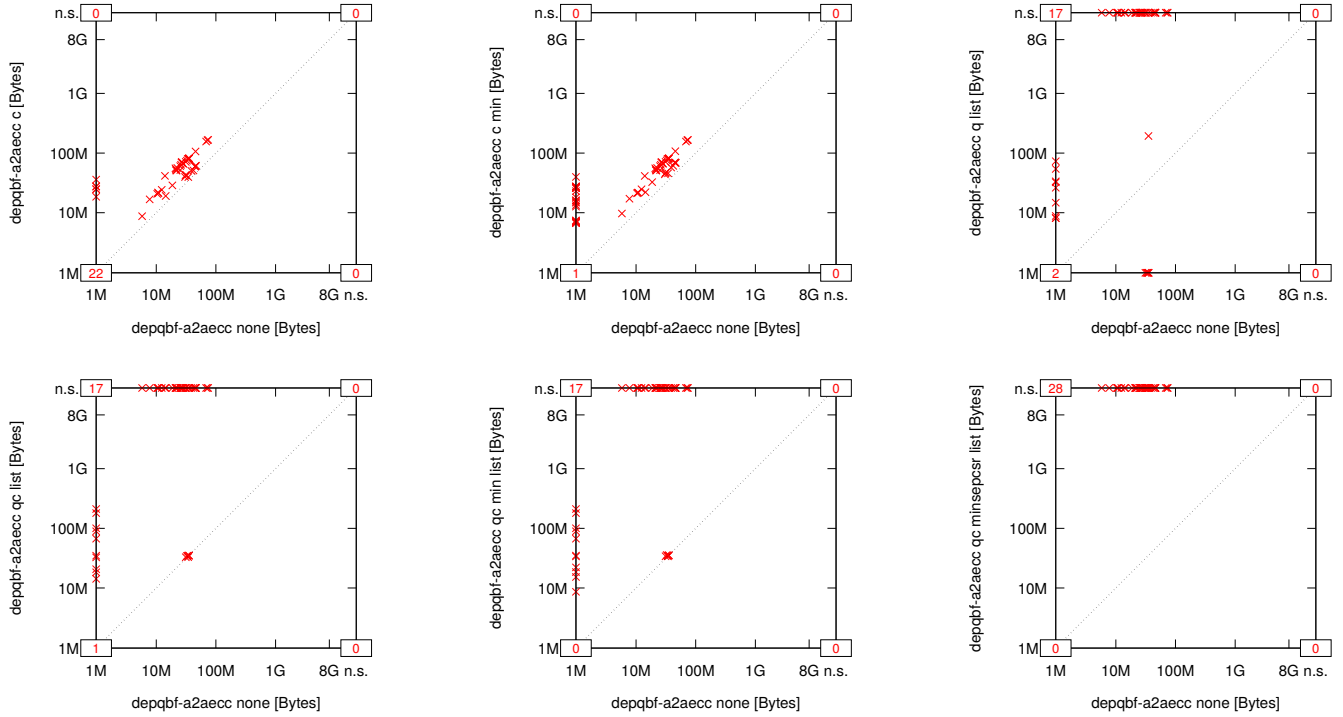 n.s. 0 0
8G
1G
100M
10M
1M 22 0
1M 10M 100M 1G 8G n.s.
depqbf-a2aecc c [Bytes]
depqbf-a2aecc none [Bytes]
n.s. 0 0
8G
1G
100M
10M
1M 1 0
1M 10M 100M 1G 8G n.s.
depqbf-a2aecc c min [Bytes]
depqbf-a2aecc none [Bytes]
n.s. 17 0
8G
1G
100M
10M
1M 2 0
1M 10M 100M 1G 8G n.s.
depqbf-a2aecc q list [Bytes]
depqbf-a2aecc none [Bytes]
n.s. 17 0
8G
1G
100M
10M
1M 1 0
1M 10M 100M 1G 8G n.s.
depqbf-a2aecc qc list [Bytes]
depqbf-a2aecc none [Bytes]
n.s. 17 0
8G
1G
100M
10M
1M 0 0
1M 10M 100M 1G 8G n.s.
depqbf-a2aecc qc min list [Bytes]
depqbf-a2aecc none [Bytes]
n.s. 28 0
8G
1G
100M
10M
1M 0 0
1M 10M 100M 1G 8G n.s.
depqbf-a2aecc qc minsepcsr list [Bytes]
depqbf-a2aecc none [Bytes]